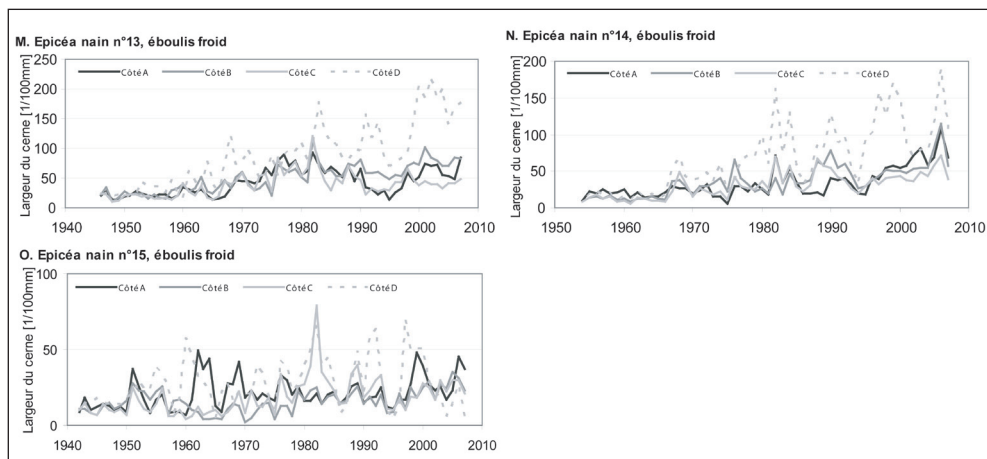 M. Epicéa nain n°13, éboulis froid
Largeur du cerne [1/100mm]
250
200
150
100
50
0
Côté A Côté B Côté C Côté D
1940 1950 1960 1970 1980 1990 2000 2010
N. Epicéa nain n°14, éboulis froid
Largeur du cerne [1/100mm]
200
150
100
50
0
Côté A Côté B Côté C Côté D
1950 1960 1970 1980 1990 2000 2010
O. Epicéa nain n°15, éboulis froid
Largeur du cerne [1/100mm]
100
50
0
Côté A Côté B Côté C Côté D
1940 1950 1960 1970 1980 1990 2000 2010